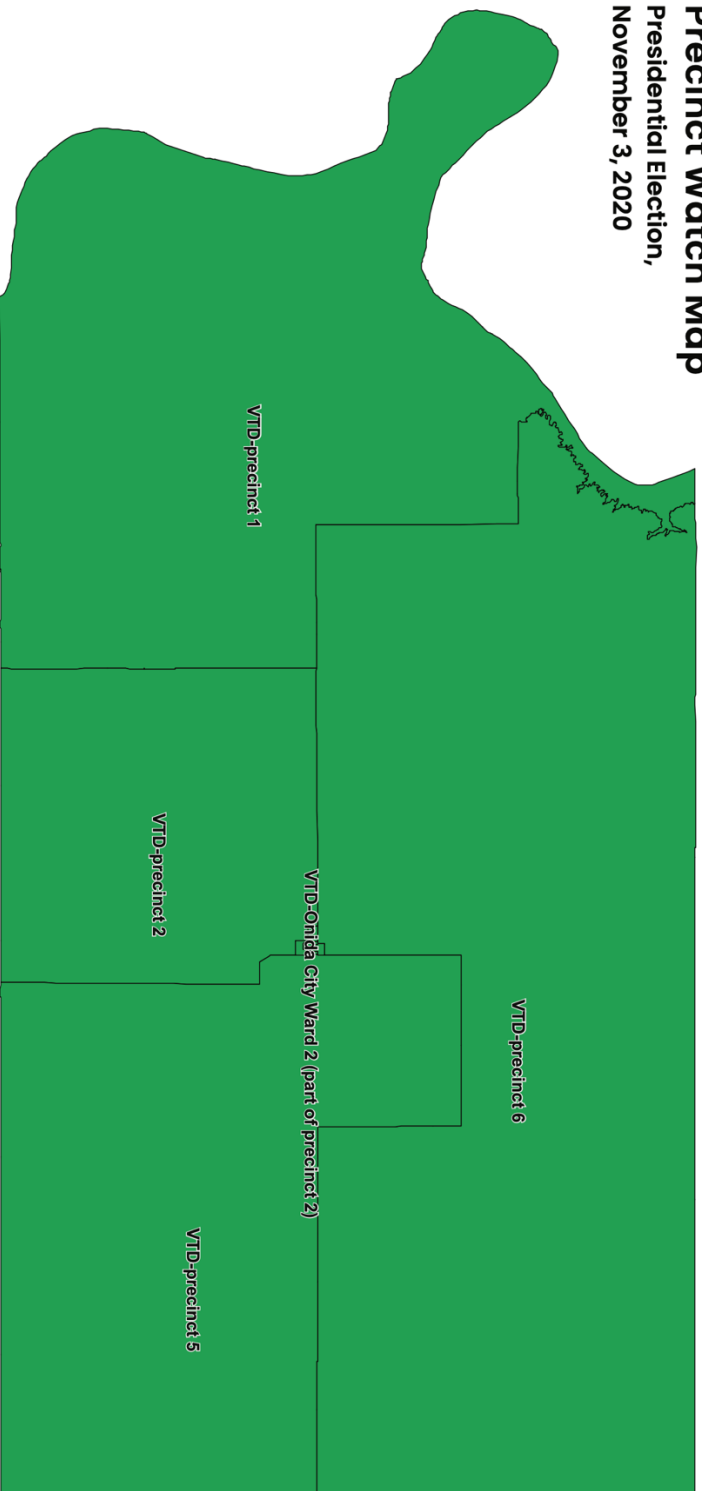 Precinct Watch Map
Presidential Election,
November 3, 2020
VTD-precinct 6
VTD-precinct 1
VTD-Onida City Ward 2 (part of precinct 2)
VTD-precinct 2
VTD-precinct 5